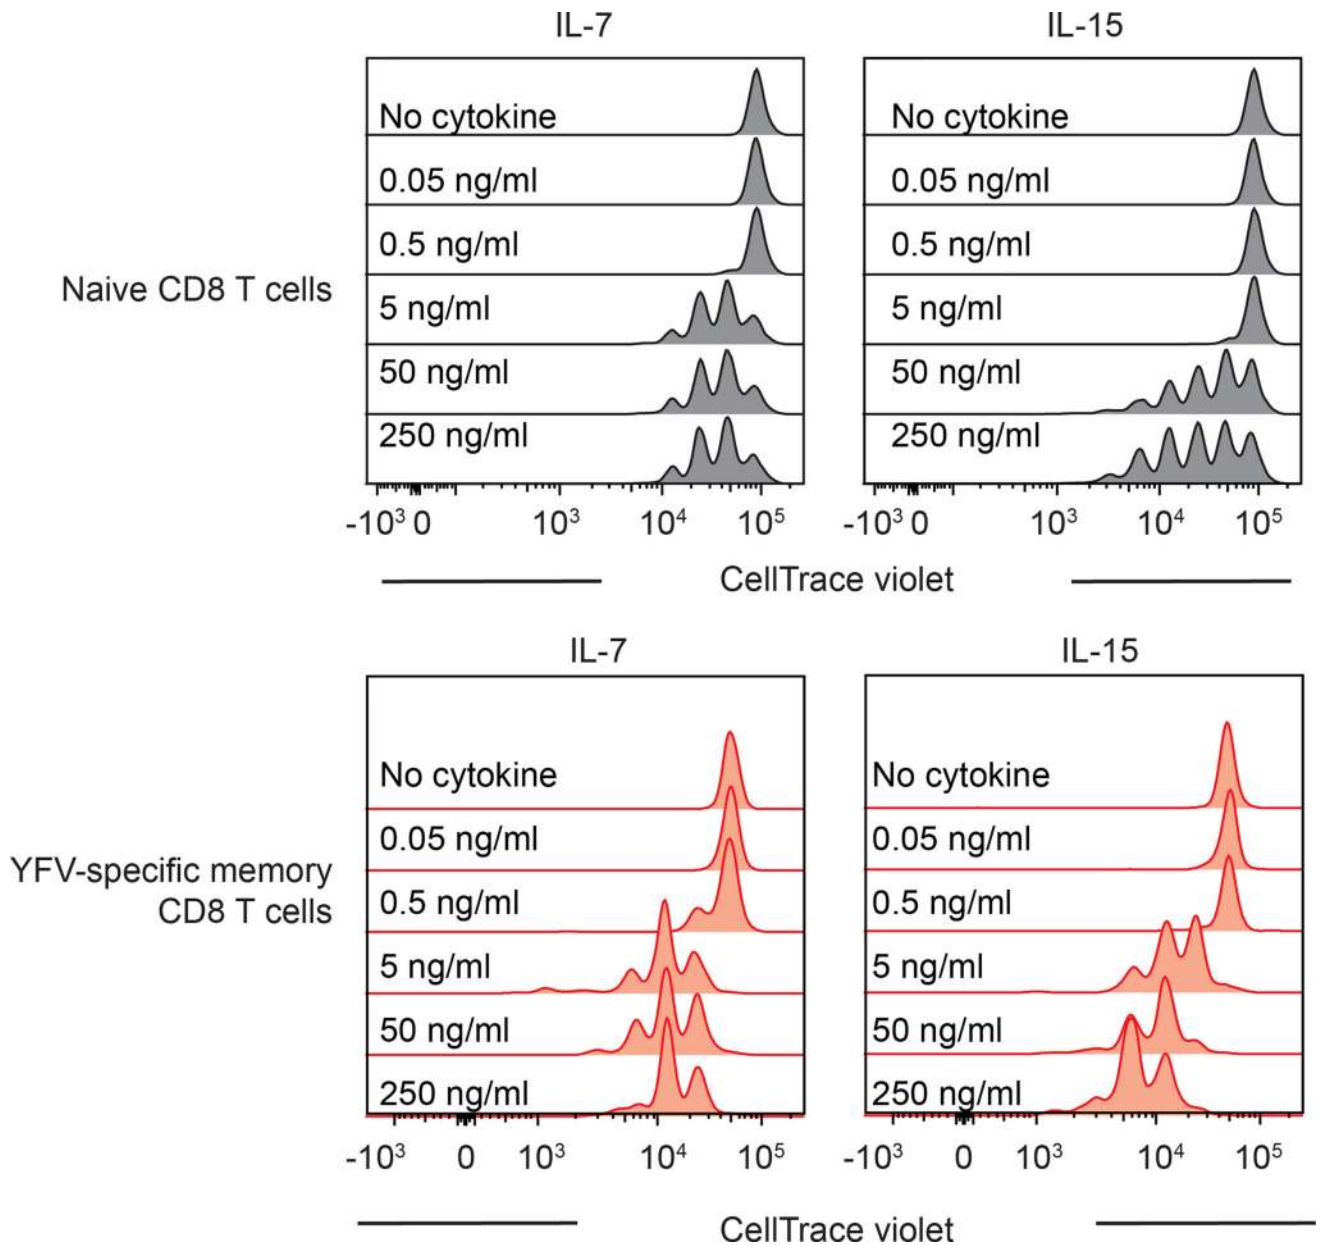 IL-7
IL-15
No cytokine
0.05 ng/ml
0.5 ng/ml
5 ng/ml
50 ng/ml
250 ng/ml
No cytokine
0.05 ng/ml
0.5 ng/ml
5 ng/ml
50 ng/ml
250 ng/ml
Naive CD8 T cells
-10³ 0 10³ 10⁴ 10⁵
-10³ 0 10³ 10⁴ 10⁵
CellTrace violet
IL-7
IL-15
No cytokine
0.05 ng/ml
0.5 ng/ml
5 ng/ml
50 ng/ml
250 ng/ml
No cytokine
0.05 ng/ml
0.5 ng/ml
5 ng/ml
50 ng/ml
250 ng/ml
YFV-specific memory
CD8 T cells
-10³ 0 10³ 10⁴ 10⁵
-10³ 0 10³ 10⁴ 10⁵
CellTrace violet